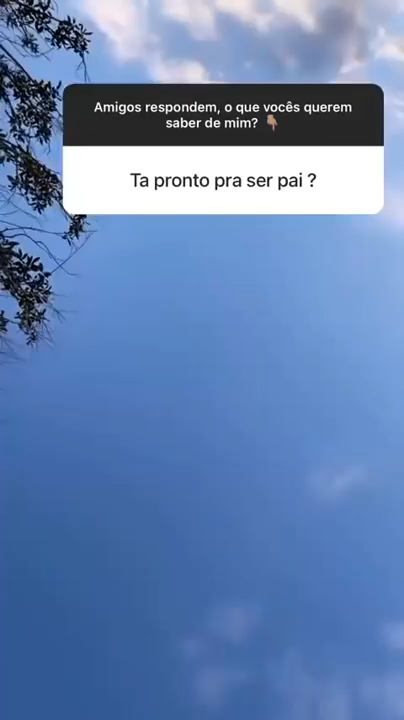 Amigos respondem, o que vocês querem
saber de mim? 👇🏽
Ta pronto pra ser pai ?